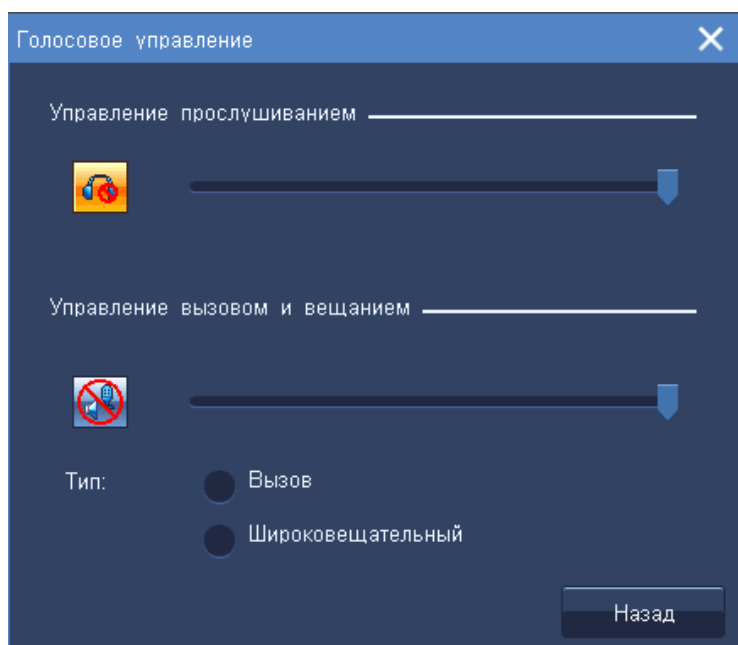 Голосовое управление
Управление прослушиванием
Управление вызовом и вещанием
Тип:
Вызов
Широковещательный
Назад